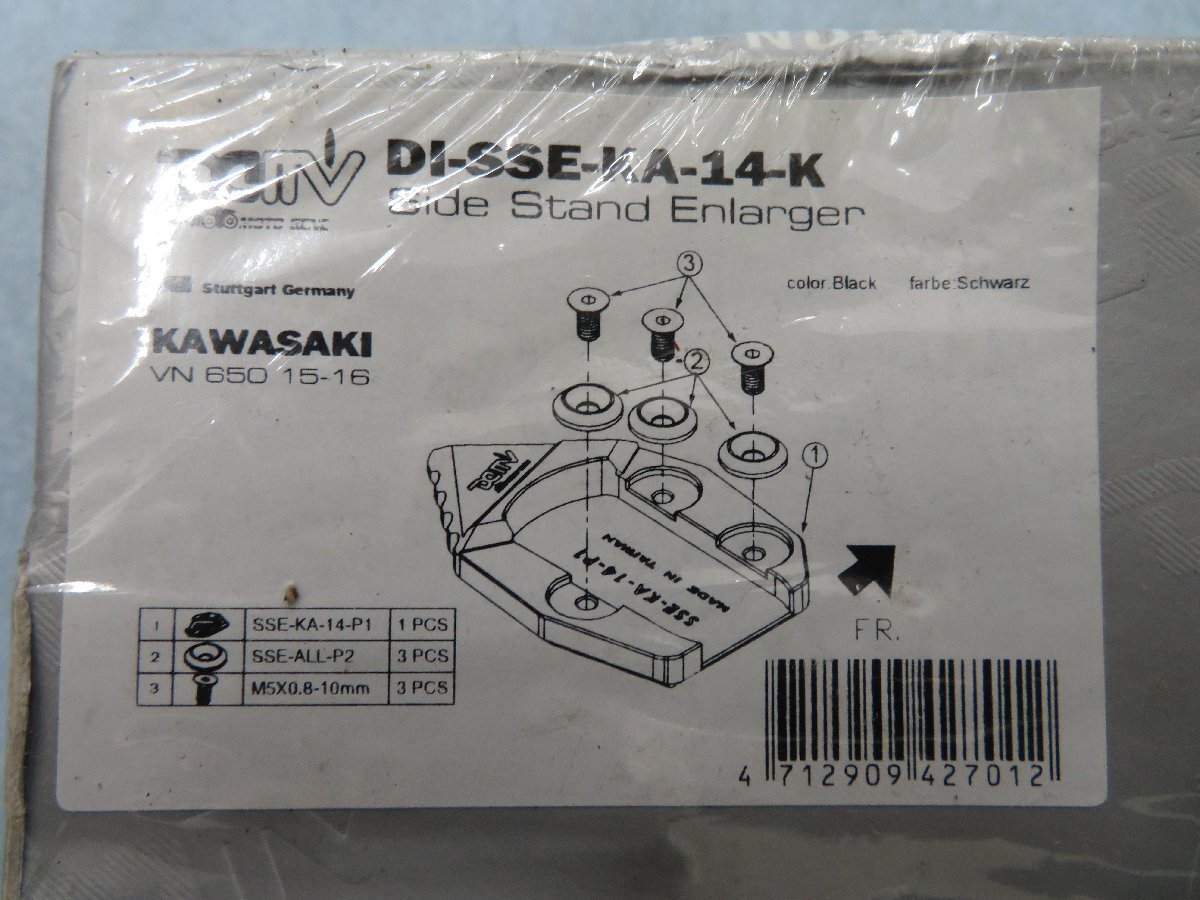 DI-SSE-KA-14-K
Side Stand Enlarger
Stuttgart Germany
color:Black farbe:Schwarz
KAWASAKI
VN 650 15-16
3
2
1
SSE-KA-14-P1
MADE IN TAIWAN
FR.
1 SSE-KA-14-P1 1 PCS
2 SSE-ALL-P2 3 PCS
3 M5X0.8-10mm 3 PCS
4 712909 427012